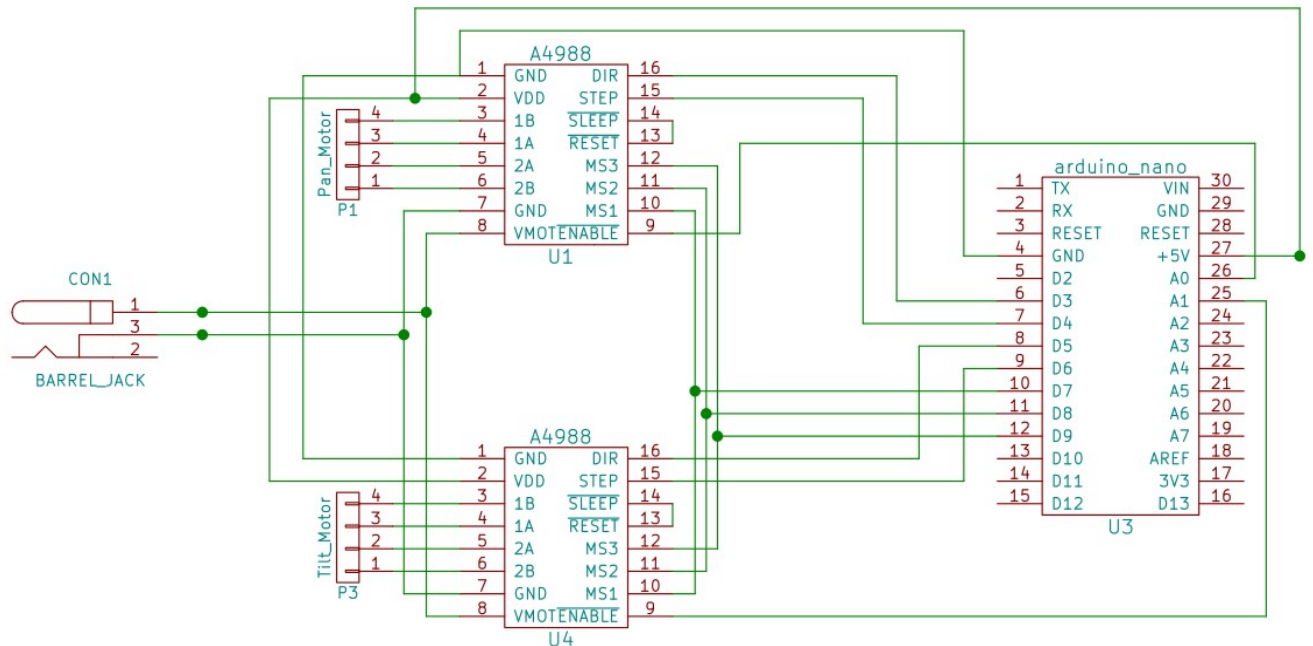 A4988
1 GND DIR 16
2 VDD STEP 15
3 1B SLEEP 14
4 1A RESET 13
5 2A MS3 12
6 2B MS2 11
7 GND MS1 10
8 VMOT ENABLE 9
U1
Pan_Motor
4
3
2
1
P1
CON1
1
3
2
BARREL_JACK
A4988
1 GND DIR 16
2 VDD STEP 15
3 1B SLEEP 14
4 1A RESET 13
5 2A MS3 12
6 2B MS2 11
7 GND MS1 10
8 VMOT ENABLE 9
U4
Tilt_Motor
4
3
2
1
P3
arduino_nano
1 TX VIN 30
2 RX GND 29
3 RESET RESET 28
4 GND +5V 27
5 D2 A0 26
6 D3 A1 25
7 D4 A2 24
8 D5 A3 23
9 D6 A4 22
10 D7 A5 21
11 D8 A6 20
12 D9 A7 19
13 D10 AREF 18
14 D11 3V3 17
15 D12 D13 16
U3